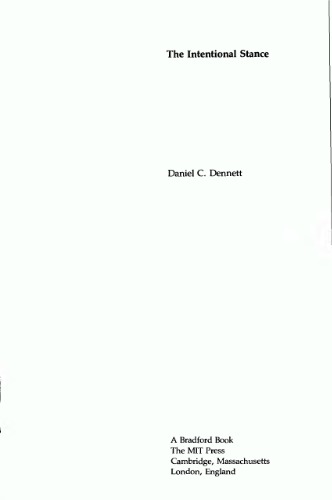 The Intentional Stance
Daniel C. Dennett
A Bradford Book
The MIT Press
Cambridge, Massachusetts
London, England